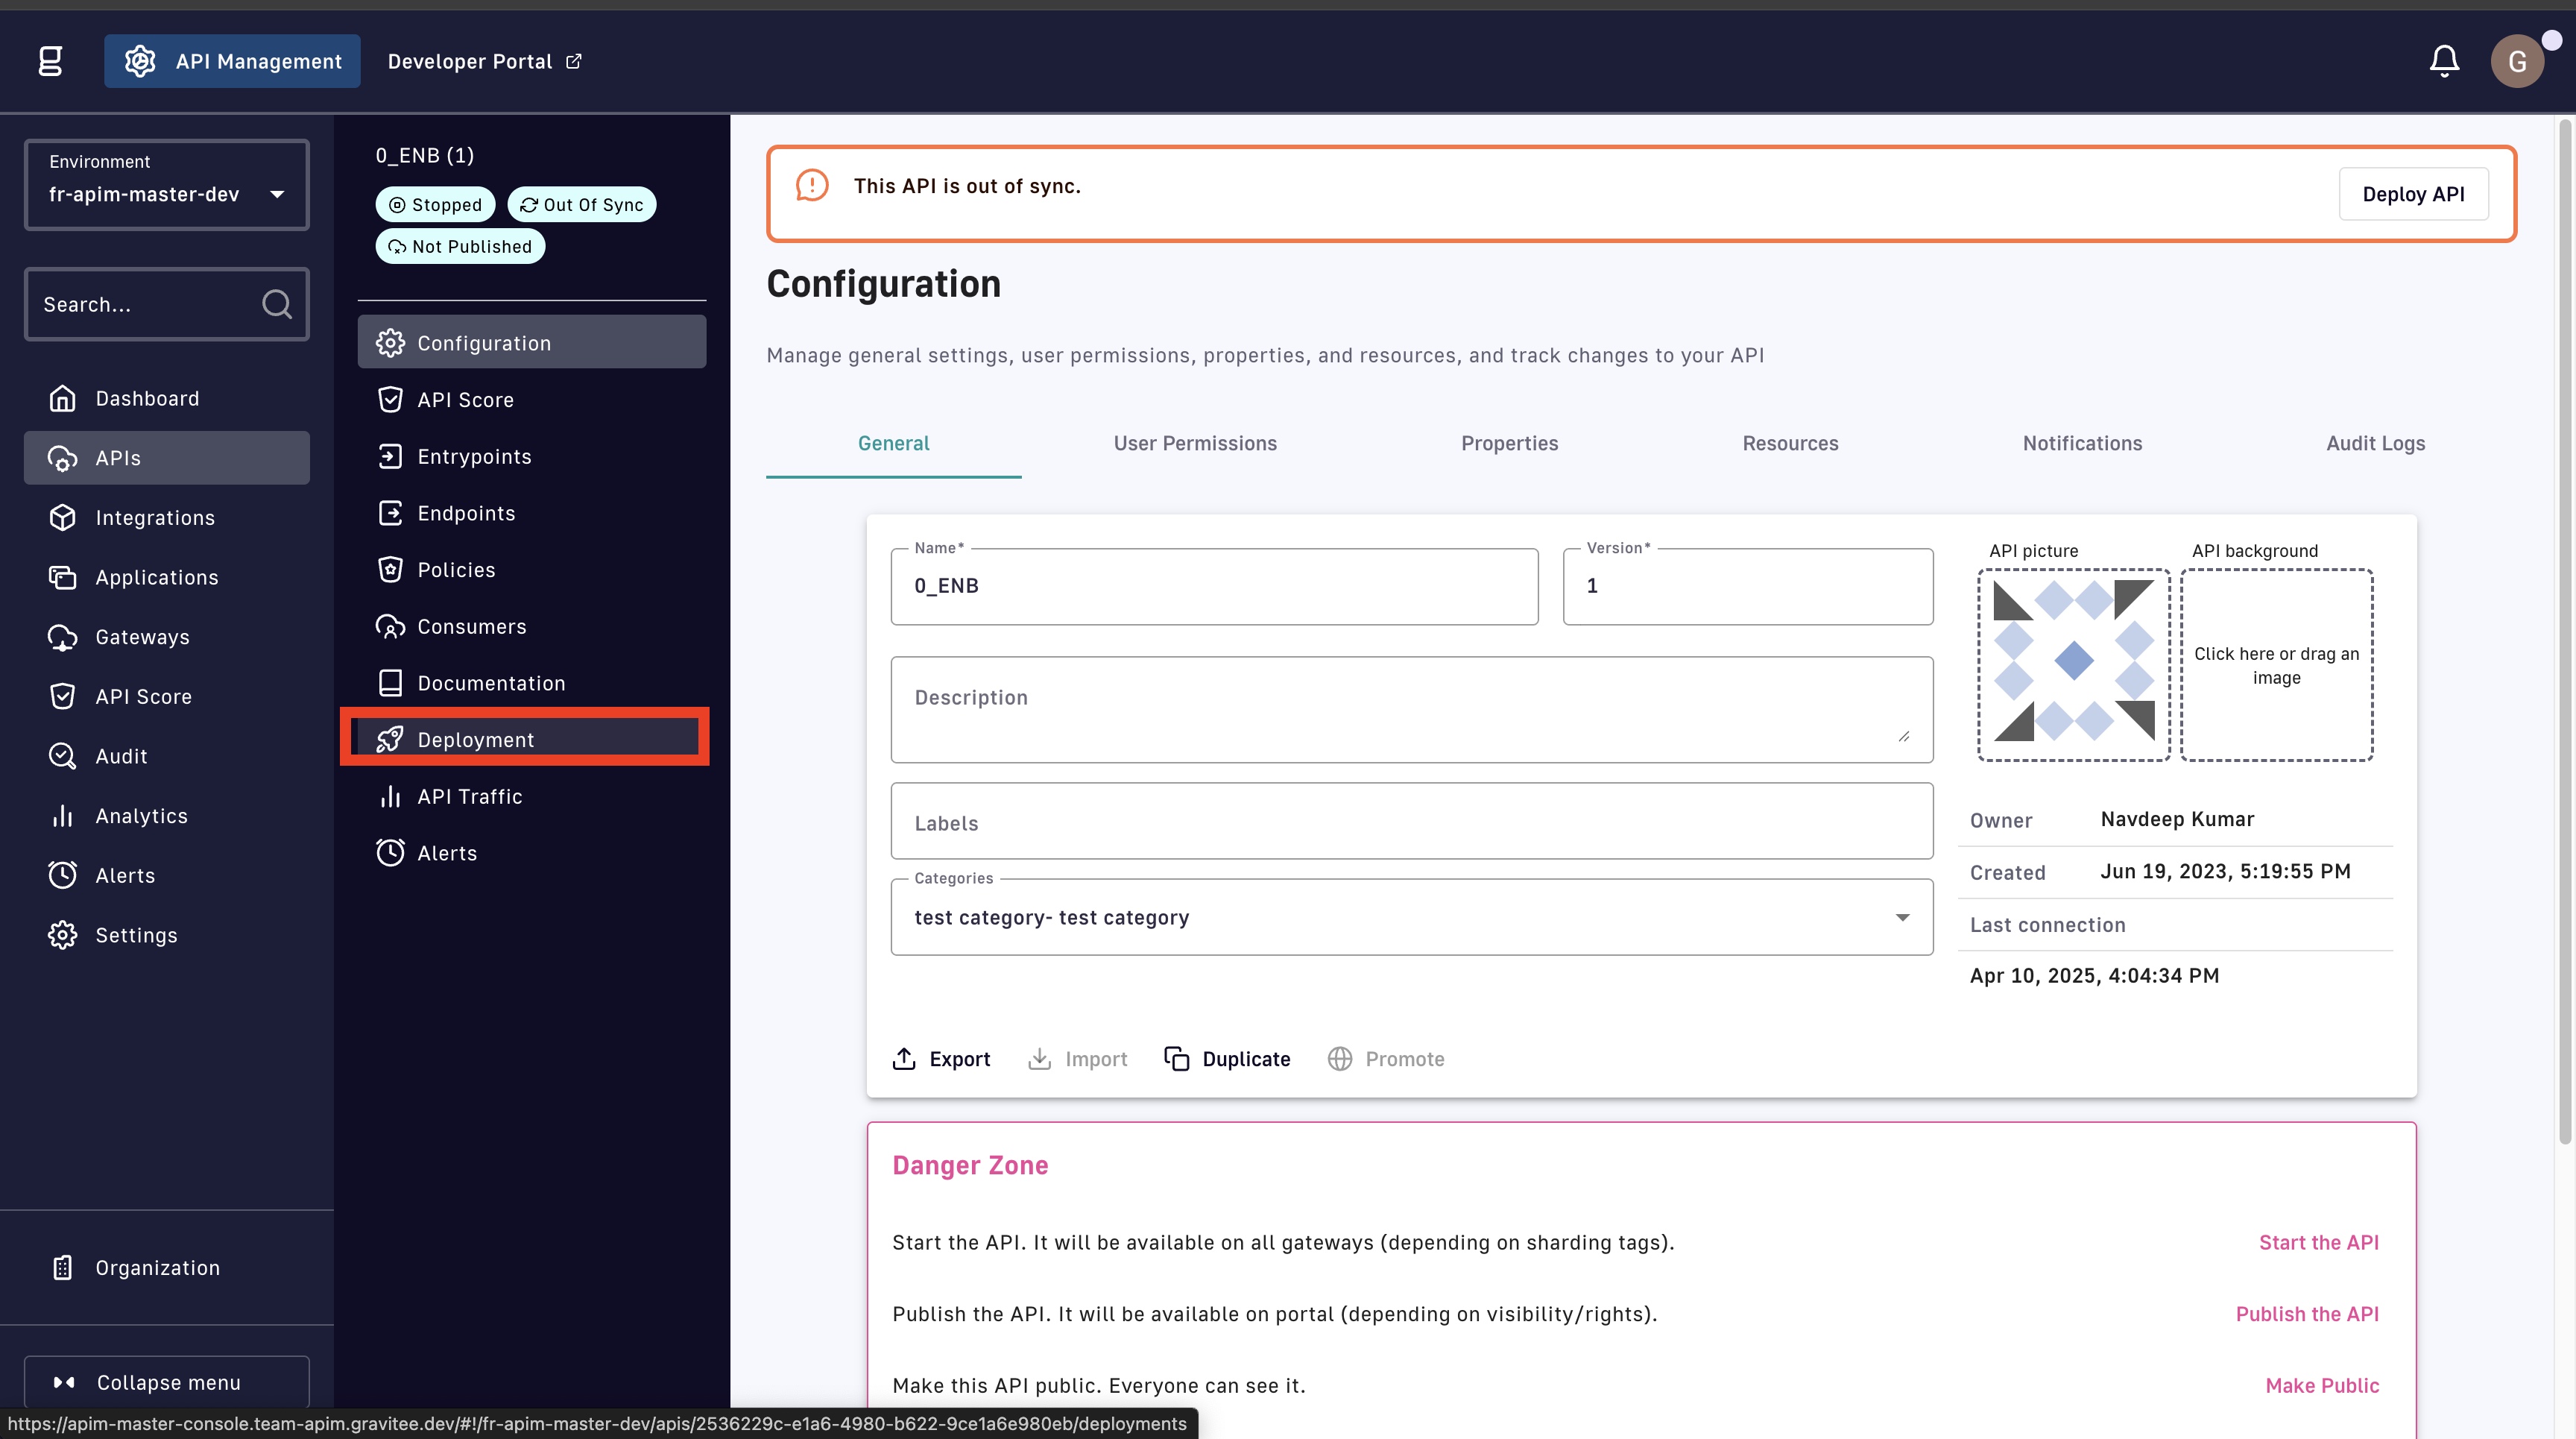 g
API Management
Developer Portal
G
Environment
fr-apim-master-dev
Search...
Dashboard
APIs
Integrations
Applications
Gateways
API Score
Audit
Analytics
Alerts
Settings
Organization
Collapse menu
0_ENB (1)
Stopped
Out Of Sync
Not Published
Configuration
API Score
Entrypoints
Endpoints
Policies
Consumers
Documentation
Deployment
API Traffic
Alerts
This API is out of sync.
Deploy API
Configuration
Manage general settings, user permissions, properties, and resources, and track changes to your API
General
User Permissions
Properties
Resources
Notifications
Audit Logs
Name*
0_ENB
Version*
1
Description
Labels
Categories
test category- test category
API picture
API background
Click here or drag an
image
Owner
Navdeep Kumar
Created
Jun 19, 2023, 5:19:55 PM
Last connection
Apr 10, 2025, 4:04:34 PM
Export
Import
Duplicate
Promote
Danger Zone
Start the API. It will be available on all gateways (depending on sharding tags).
Start the API
Publish the API. It will be available on portal (depending on visibility/rights).
Publish the API
Make this API public. Everyone can see it.
Make Public
https://apim-master-console.team-apim.gravitee.dev/#!/fr-apim-master-dev/apis/2536229c-e1a6-4980-b622-9ce1a6e980eb/deployments